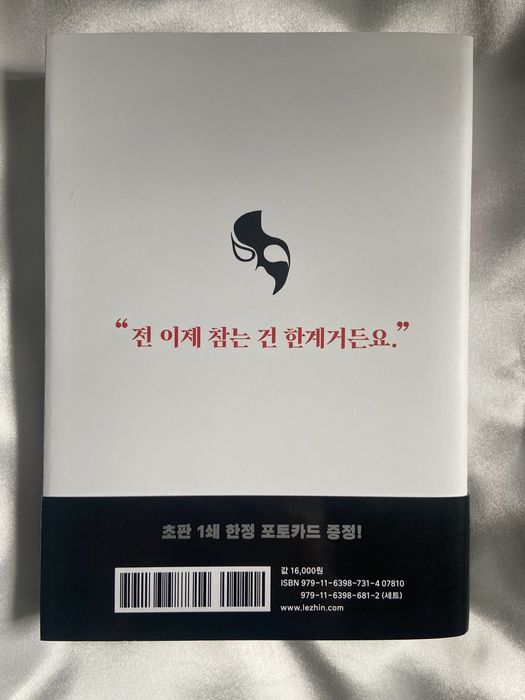 “전 이제 참는 건 한계거든요.”
초판 1쇄 한정 포토카드 증정!
값 16,000원
ISBN 979-11-6398-731-4 07810
979-11-6398-681-2 (세트)
www.lezhin.com